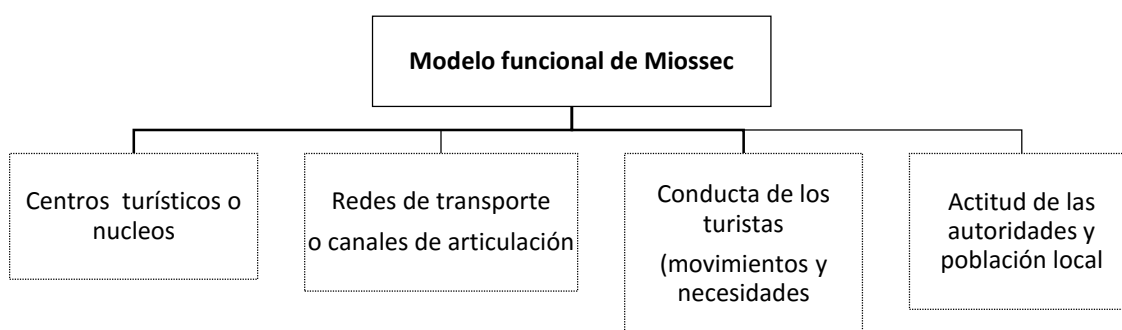 Modelo funcional de Miossec
Centros turísticos o
nucleos
Redes de transporte
o canales de articulación
Conducta de los
turistas
(movimientos y
necesidades
Actitud de las
autoridades y
población local